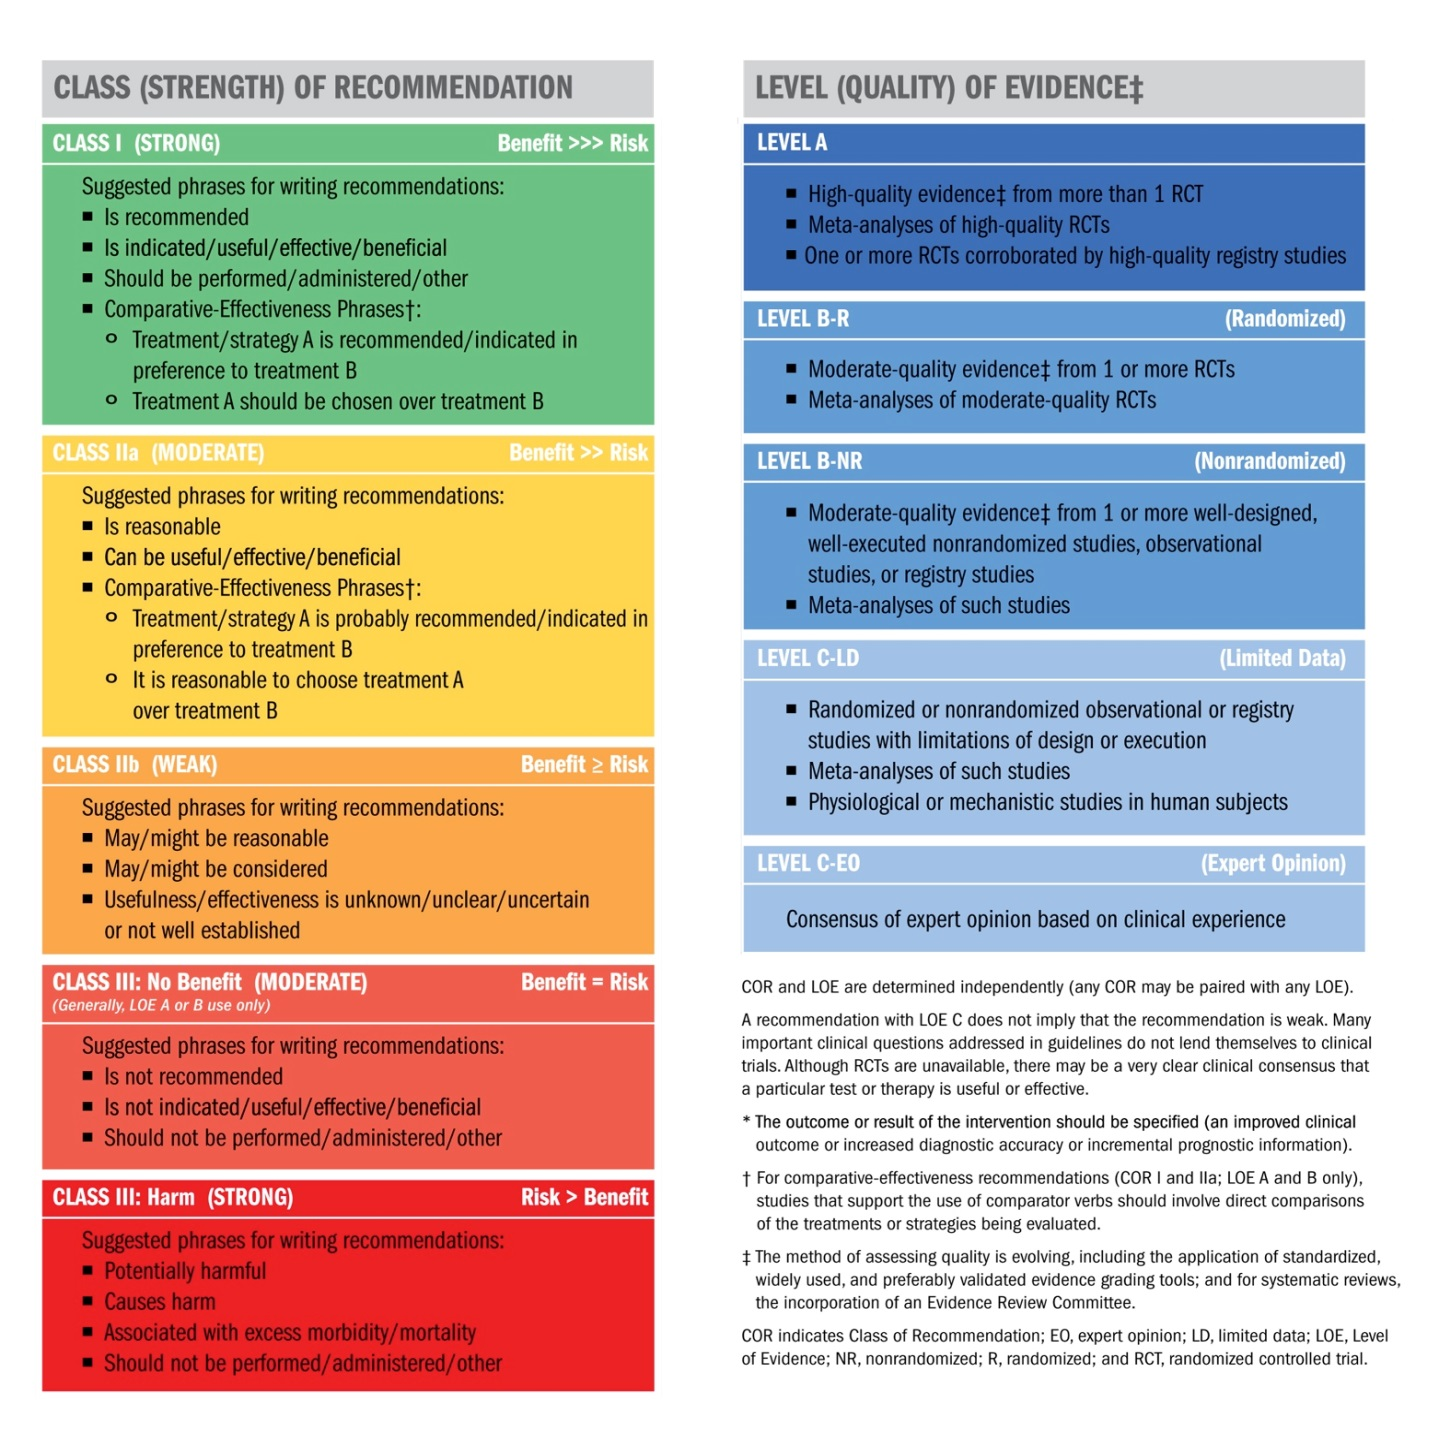 CLASS (STRENGTH) OF RECOMMENDATION
CLASS I (STRONG) Benefit >>> Risk
Suggested phrases for writing recommendations:
■ Is recommended
■ Is indicated/useful/effective/beneficial
■ Should be performed/administered/other
■ Comparative-Effectiveness Phrases†:
o Treatment/strategy A is recommended/indicated in
preference to treatment B
o Treatment A should be chosen over treatment B
CLASS IIa (MODERATE) Benefit >> Risk
Suggested phrases for writing recommendations:
■ Is reasonable
■ Can be useful/effective/beneficial
■ Comparative-Effectiveness Phrases†:
o Treatment/strategy A is probably recommended/indicated in
preference to treatment B
o It is reasonable to choose treatment A
over treatment B
CLASS IIb (WEAK) Benefit ≥ Risk
Suggested phrases for writing recommendations:
■ May/might be reasonable
■ May/might be considered
■ Usefulness/effectiveness is unknown/unclear/uncertain
or not well established
CLASS III: No Benefit (MODERATE) Benefit = Risk
(Generally, LOE A or B use only)
Suggested phrases for writing recommendations:
■ Is not recommended
■ Is not indicated/useful/effective/beneficial
■ Should not be performed/administered/other
CLASS III: Harm (STRONG) Risk > Benefit
Suggested phrases for writing recommendations:
■ Potentially harmful
■ Causes harm
■ Associated with excess morbidity/mortality
■ Should not be performed/administered/other
LEVEL (QUALITY) OF EVIDENCE‡
LEVEL A
■ High-quality evidence‡ from more than 1 RCT
■ Meta-analyses of high-quality RCTs
■ One or more RCTs corroborated by high-quality registry studies
LEVEL B-R (Randomized)
■ Moderate-quality evidence‡ from 1 or more RCTs
■ Meta-analyses of moderate-quality RCTs
LEVEL B-NR (Nonrandomized)
■ Moderate-quality evidence‡ from 1 or more well-designed,
well-executed nonrandomized studies, observational
studies, or registry studies
■ Meta-analyses of such studies
LEVEL C-LD (Limited Data)
■ Randomized or nonrandomized observational or registry
studies with limitations of design or execution
■ Meta-analyses of such studies
■ Physiological or mechanistic studies in human subjects
LEVEL C-EO (Expert Opinion)
Consensus of expert opinion based on clinical experience
COR and LOE are determined independently (any COR may be paired with any LOE).
A recommendation with LOE C does not imply that the recommendation is weak. Many
important clinical questions addressed in guidelines do not lend themselves to clinical
trials. Although RCTs are unavailable, there may be a very clear clinical consensus that
a particular test or therapy is useful or effective.
* The outcome or result of the intervention should be specified (an improved clinical
outcome or increased diagnostic accuracy or incremental prognostic information).
† For comparative-effectiveness recommendations (COR I and IIa; LOE A and B only),
studies that support the use of comparator verbs should involve direct comparisons
of the treatments or strategies being evaluated.
‡ The method of assessing quality is evolving, including the application of standardized,
widely used, and preferably validated evidence grading tools; and for systematic reviews,
the incorporation of an Evidence Review Committee.
COR indicates Class of Recommendation; EO, expert opinion; LD, limited data; LOE, Level
of Evidence; NR, nonrandomized; R, randomized; and RCT, randomized controlled trial.